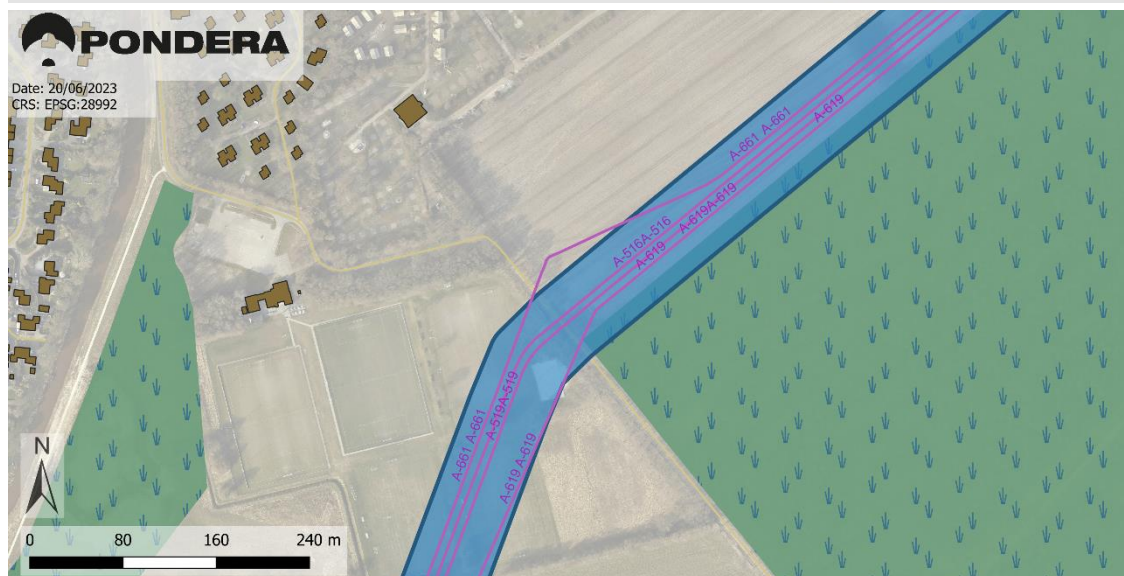 PONDERA
Date: 20/06/2023
CRS: EPSG:28992
A-661 A-661
A-619
A-619A-619
A-516A-516
A-619
A-519A-519
A-661 A-661
A-619 A-619
N
0 80 160 240 m